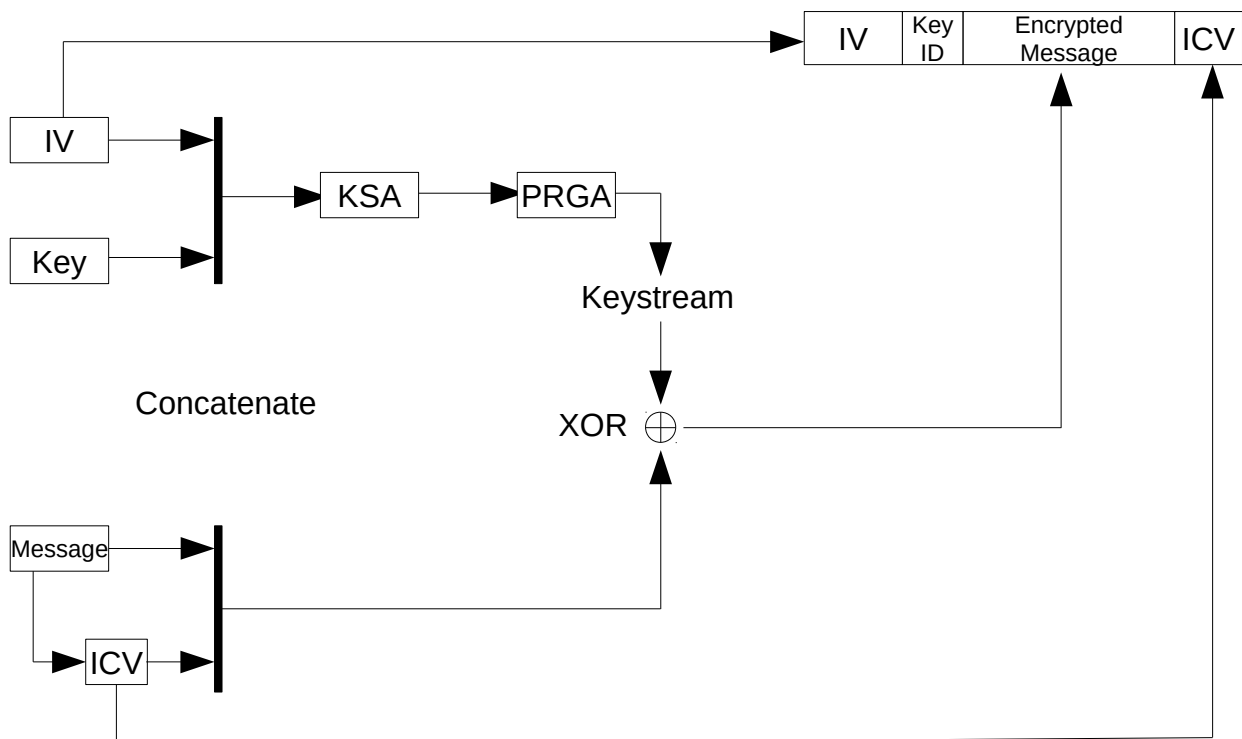 IV
Key
ID
Encrypted
Message
ICV
IV
KSA
PRGA
Key
Keystream
Concatenate
XOR
Message
ICV